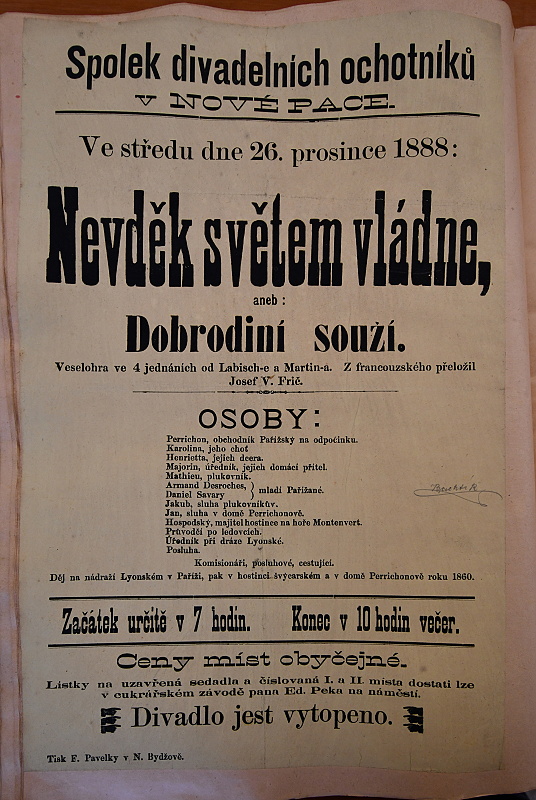 Spolek divadelních ochotníků
V NOVÉ PACE.
Ve středu dne 26. prosince 1888:
Nevděk světem vládne,
aneb:
Dobrodiní souží.
Veselohra ve 4 jednáních od Labisch-e a Martin-a. Z francouzského přeložil
Josef V. Frič.
OSOBY:
Perrichon, obchodník Pařížský na odpočinku.
Karolina, jeho choť
Henrietta, jejich dcera.
Majorin, úředník, jejich domácí přítel.
Mathieu, plukovník.
Armand Desroches, } mladí Pařížané.
Daniel Savary
Jakub, sluha plukovníkův.
Jan, sluha v domě Perrichonově.
Hospodský, majitel hostince na hoře Montenvert.
Průvodčí po ledovcích.
Úředník při dráze Lyonské.
Posluha.
Komisionáři, posluhové, cestující.
Děj na nádraží Lyonském v Paříži, pak v hostinci švýcarském a v domě Perrichonově roku 1860.
Začátek určitě v 7 hodin. Konec v 10 hodin večer.
Ceny míst obyčejné.
Lístky na uzavřená sedadla a číslovaná I. a II. místa dostati lze
v cukrářském závodě pana Ed. Peka na náměstí.
Divadlo jest vytopeno.
Tisk F. Pavelky v N. Bydžově.